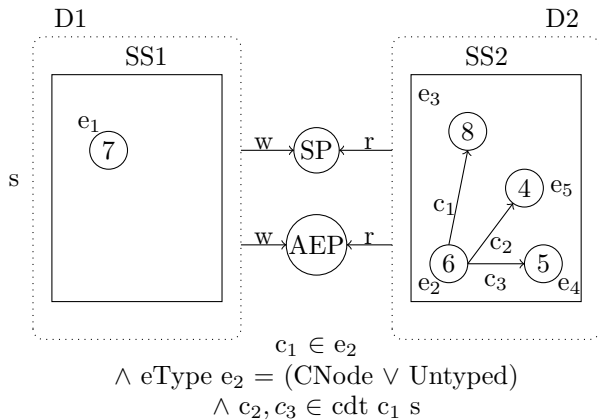 D1 D2
SS1 SS2
e₃
e₁ 8
7 w SP r
s 4 e₅
c₁
w AEP r c₂
6 5
e₂ c₃ e₄
c₁ ∈ e₂
∧ eType e₂ = (CNode ∨ Untyped)
∧ c₂, c₃ ∈ cdt c₁ s